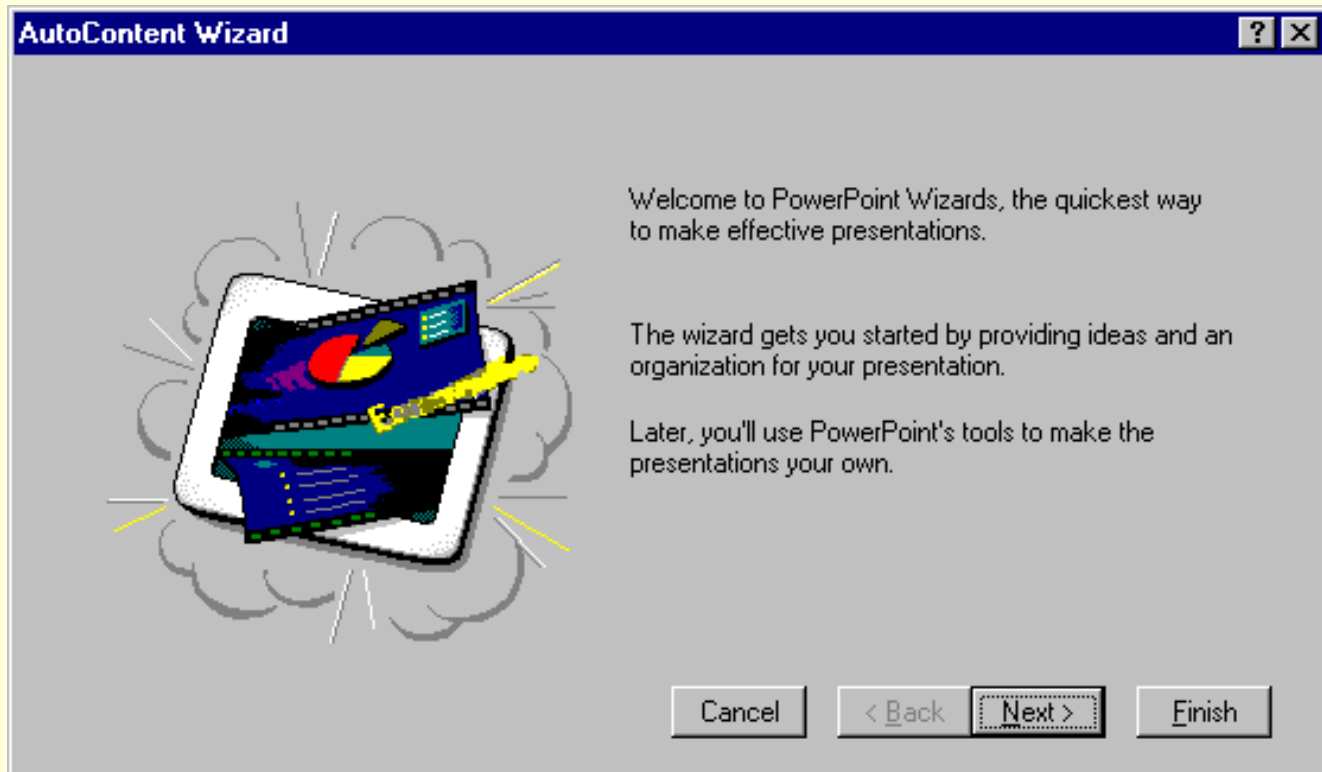 AutoContent Wizard
Welcome to PowerPoint Wizards, the quickest way
to make effective presentations.
The wizard gets you started by providing ideas and an
organization for your presentation.
Later, you'll use PowerPoint's tools to make the
presentations your own.
Cancel
< Back
Next >
Finish